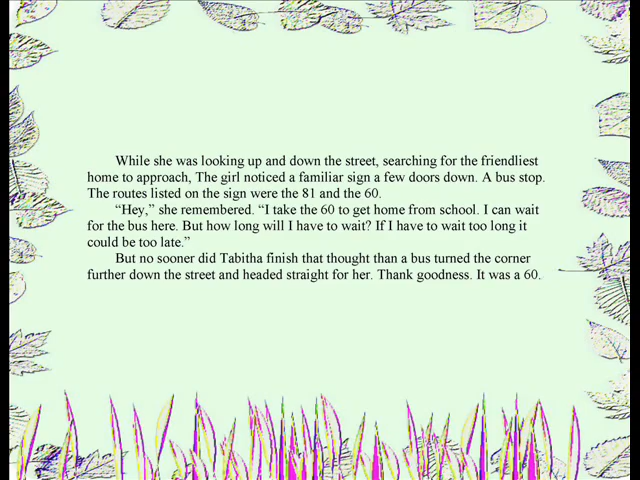 While she was looking up and down the street, searching for the friendliest
home to approach, The girl noticed a familiar sign a few doors down. A bus stop.
The routes listed on the sign were the 81 and the 60.
“Hey,” she remembered. “I take the 60 to get home from school. I can wait
for the bus here. But how long will I have to wait? If I have to wait too long it
could be too late.”
But no sooner did Tabitha finish that thought than a bus turned the corner
further down the street and headed straight for her. Thank goodness. It was a 60.